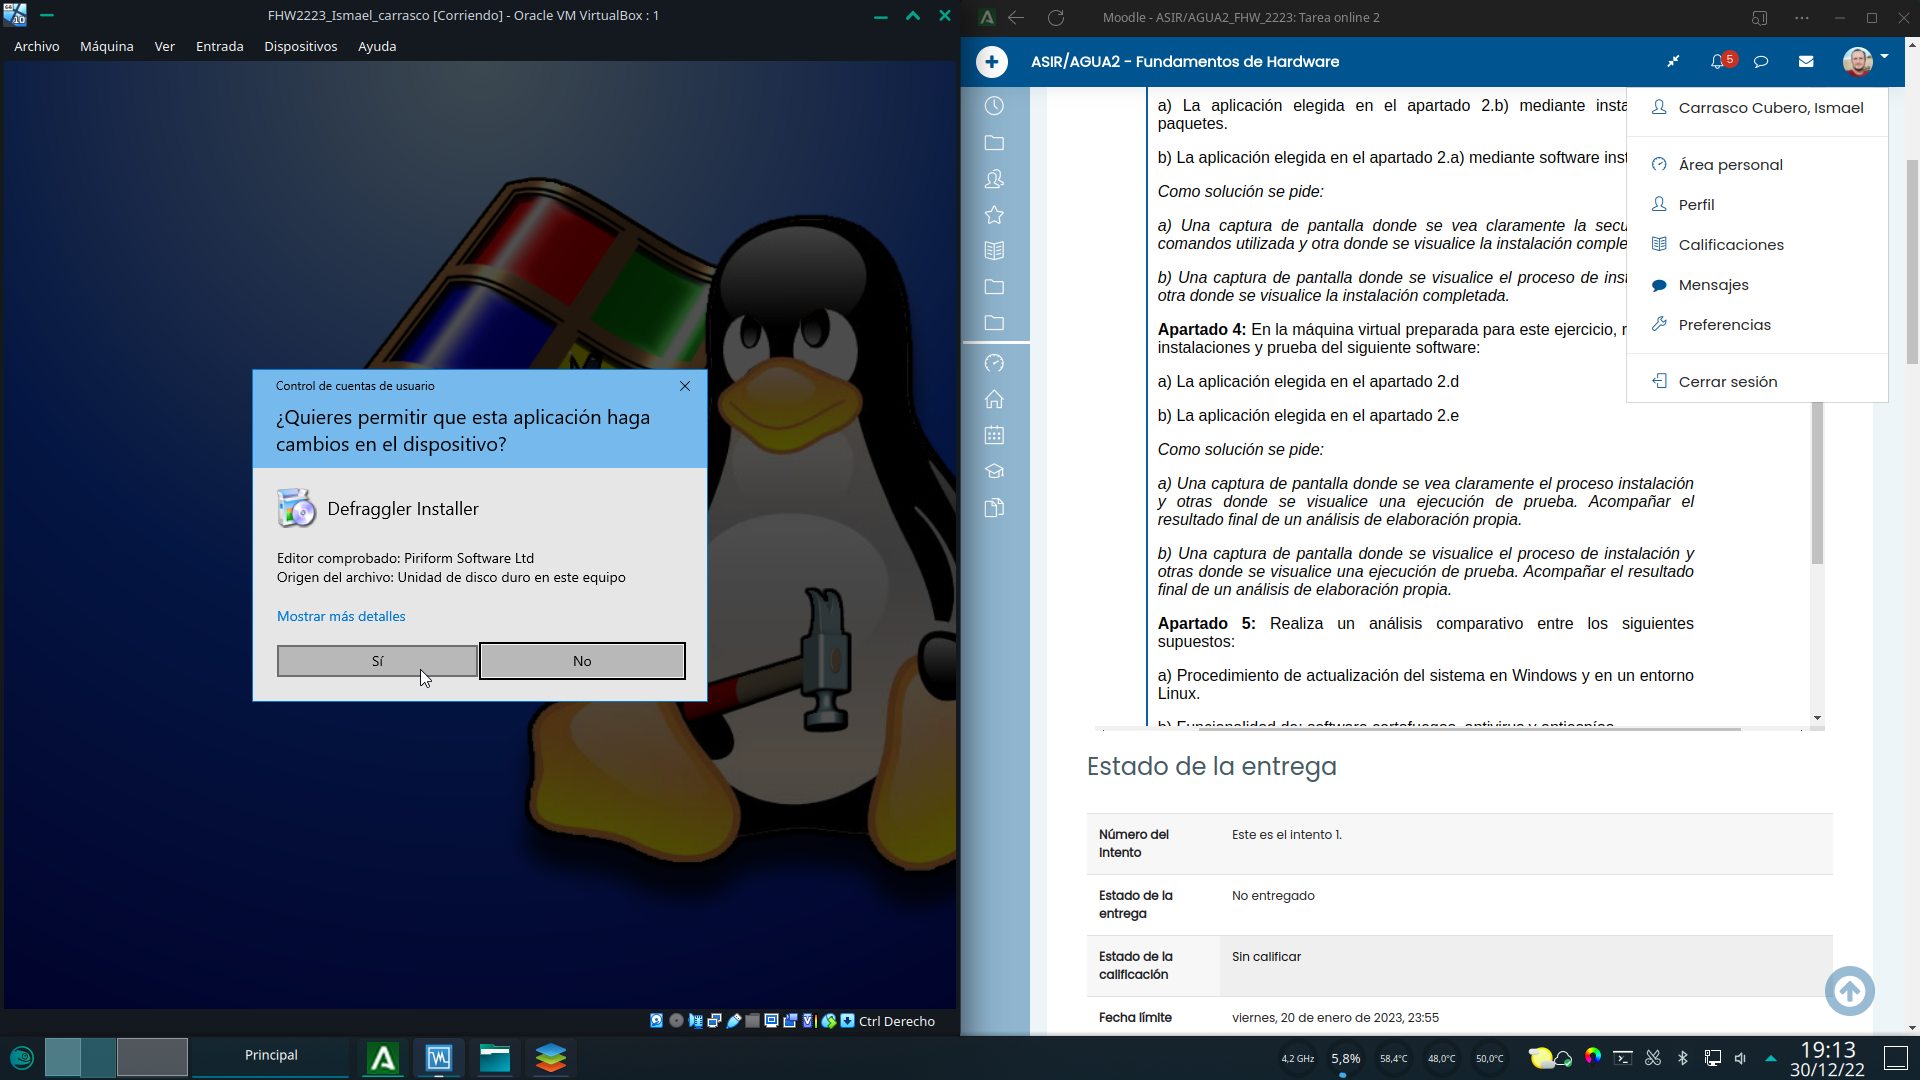 FHW2223_Ismael_carrasco [Corriendo] - Oracle VM VirtualBox : 1
Archivo Máquina Ver Entrada Dispositivos Ayuda
Control de cuentas de usuario
¿Quieres permitir que esta aplicación haga
cambios en el dispositivo?
Defraggler Installer
Editor comprobado: Piriform Software Ltd
Origen del archivo: Unidad de disco duro en este equipo
Mostrar más detalles
Sí No
Ctrl Derecho
Moodle - ASIR/AGUA2_FHW_2223: Tarea online 2
ASIR/AGUA2 - Fundamentos de Hardware
5
a) La aplicación elegida en el apartado 2.b) mediante
paquetes.
b) La aplicación elegida en el apartado 2.a) mediante software
Como solución se pide:
a) Una captura de pantalla donde se vea claramente la
comandos utilizada y otra donde se visualice la instalación
b) Una captura de pantalla donde se visualice el proceso de
otra donde se visualice la instalación completada.
Apartado 4: En la máquina virtual preparada para este ejercicio,
instalaciones y prueba del siguiente software:
a) La aplicación elegida en el apartado 2.d
b) La aplicación elegida en el apartado 2.e
Como solución se pide:
a) Una captura de pantalla donde se vea claramente el proceso instalación
y otras donde se visualice una ejecución de prueba. Acompañar el
resultado final de un análisis de elaboración propia.
b) Una captura de pantalla donde se visualice el proceso de instalación y
otras donde se visualice una ejecución de prueba. Acompañar el resultado
final de un análisis de elaboración propia.
Apartado 5: Realiza un análisis comparativo entre los siguientes
supuestos:
a) Procedimiento de actualización del sistema en Windows y en un entorno
Linux.
b) Funcionalidad de: software cortafuegos, antivirus y antiespías.
Carrasco Cubero, Ismael
Área personal
Perfil
Calificaciones
Mensajes
Preferencias
Cerrar sesión
Estado de la entrega
Número del
intento
Este es el intento 1.
Estado de la
entrega
No entregado
Estado de la
calificación
Sin calificar
Fecha límite
viernes, 20 de enero de 2023, 23:55
Principal
4,2 GHz 5,8% 58,4°C 48,0°C 50,0°C
19:13
30/12/22